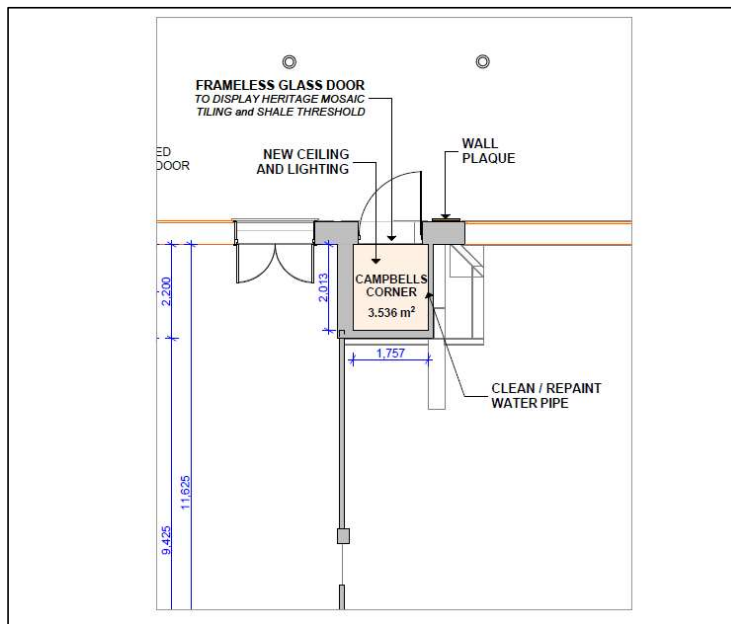 FRAMELESS GLASS DOOR
TO DISPLAY HERITAGE MOSAIC
TILING and SHALE THRESHOLD
ED
DOOR
NEW CEILING
AND LIGHTING
WALL
PLAQUE
2,200
2,013
CAMPBELLS
CORNER
3.536 m²
1,757
CLEAN / REPAINT
WATER PIPE
11,625
9,425